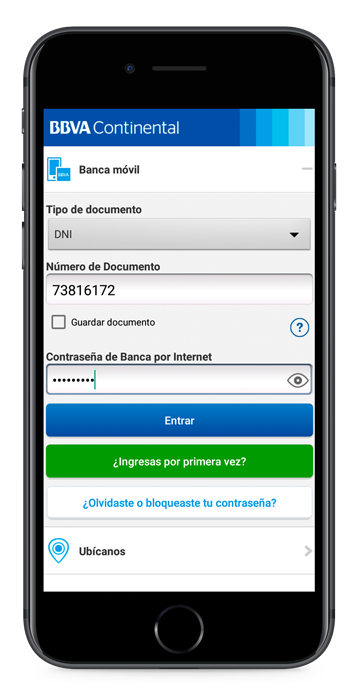 BBVA Continental
BBVA
Banca móvil
Tipo de documento
DNI
Número de Documento
73816172
Guardar documento
?
Contraseña de Banca por Internet
•••••••••
Entrar
¿Ingresas por primera vez?
¿Olvidaste o bloqueaste tu contraseña?
Ubícanos